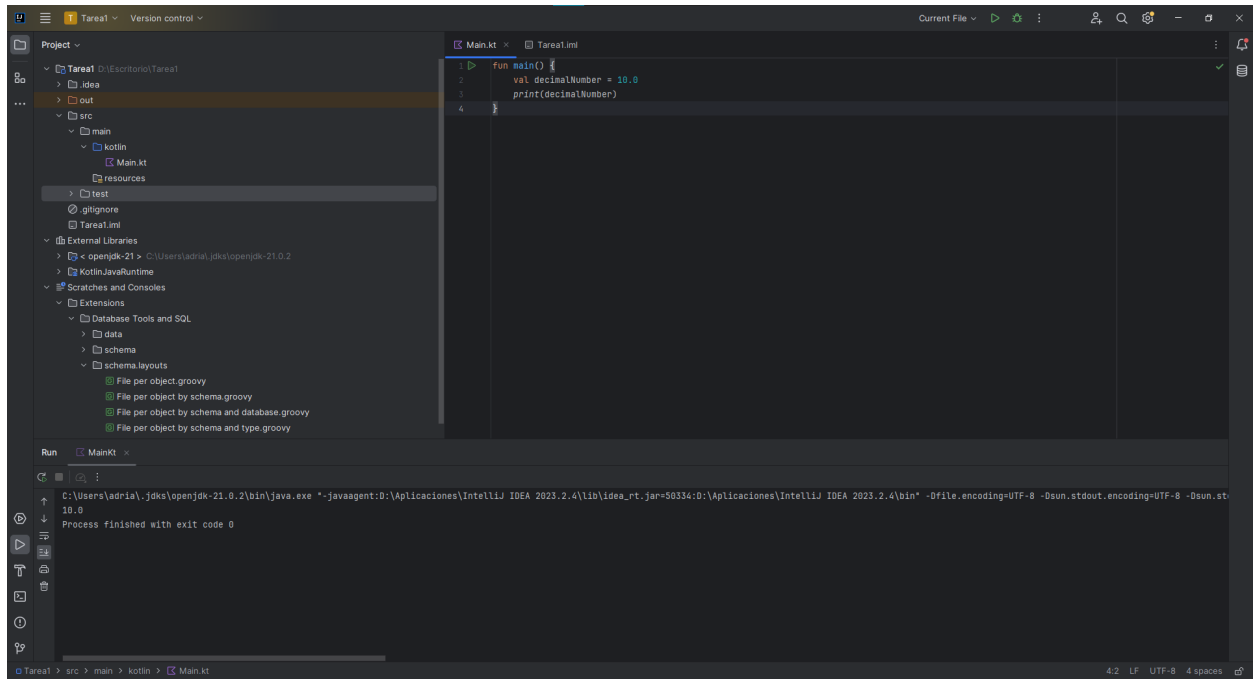 T Tarea1 Version control Current File
Project
Tarea1 D:\Escritorio\Tarea1
.idea
out
src
main
kotlin
Main.kt
resources
test
.gitignore
Tarea1.iml
External Libraries
< openjdk-21 > C:\Users\adria\.jdks\openjdk-21.0.2
KotlinJavaRuntime
Scratches and Consoles
Extensions
Database Tools and SQL
data
schema
schema.layouts
File per object.groovy
File per object by schema.groovy
File per object by schema and database.groovy
File per object by schema and type.groovy
Main.kt Tarea1.iml
1 fun main() {
2 val decimalNumber = 10.0
3 print(decimalNumber)
4 }
Run MainKt
C:\Users\adria\.jdks\openjdk-21.0.2\bin\java.exe "-javaagent:D:\Aplicaciones\IntelliJ IDEA 2023.2.4\lib\idea_rt.jar=50334:D:\Aplicaciones\IntelliJ IDEA 2023.2.4\bin" -Dfile.encoding=UTF-8 -Dsun.stdout.encoding=UTF-8 -Dsun.st
10.0
Process finished with exit code 0
Tarea1 > src > main > kotlin > Main.kt 4:2 LF UTF-8 4 spaces